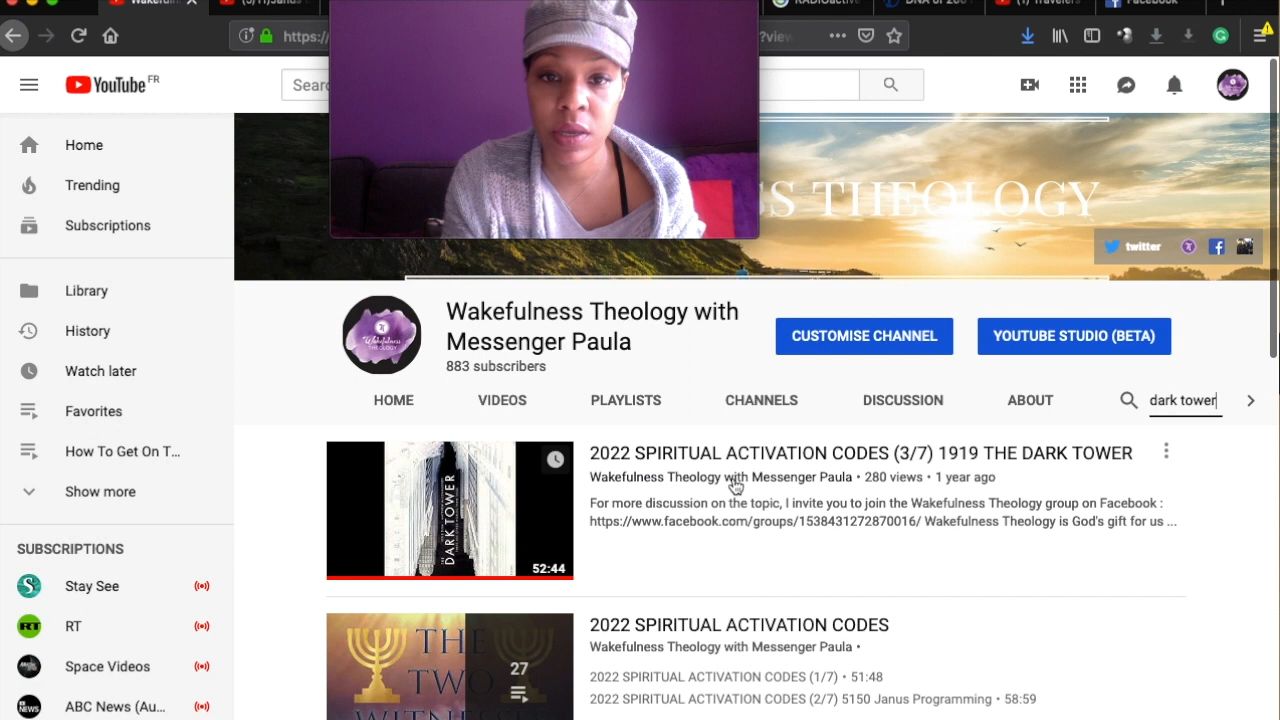 https://
?view
YouTube FR
Sear
Home
Trending
Subscriptions
Library
History
Watch later
Favorites
How To Get On T...
Show more
SUBSCRIPTIONS
Stay See
RT
Space Videos
ABC News (Au...
SS THEOLOGY
twitter
Wakefulness Theology with
Messenger Paula
883 subscribers
CUSTOMISE CHANNEL
YOUTUBE STUDIO (BETA)
HOME
VIDEOS
PLAYLISTS
CHANNELS
DISCUSSION
ABOUT
dark tower
DARK TOWER
52:44
2022 SPIRITUAL ACTIVATION CODES (3/7) 1919 THE DARK TOWER
Wakefulness Theology with Messenger Paula • 280 views • 1 year ago
For more discussion on the topic, I invite you to join the Wakefulness Theology group on Facebook :
https://www.facebook.com/groups/1538431272870016/ Wakefulness Theology is God's gift for us ...
THE
TWO
WITNESSES
27
2022 SPIRITUAL ACTIVATION CODES
Wakefulness Theology with Messenger Paula •
2022 SPIRITUAL ACTIVATION CODES (1/7) • 51:48
2022 SPIRITUAL ACTIVATION CODES (2/7) 5150 Janus Programming • 58:59